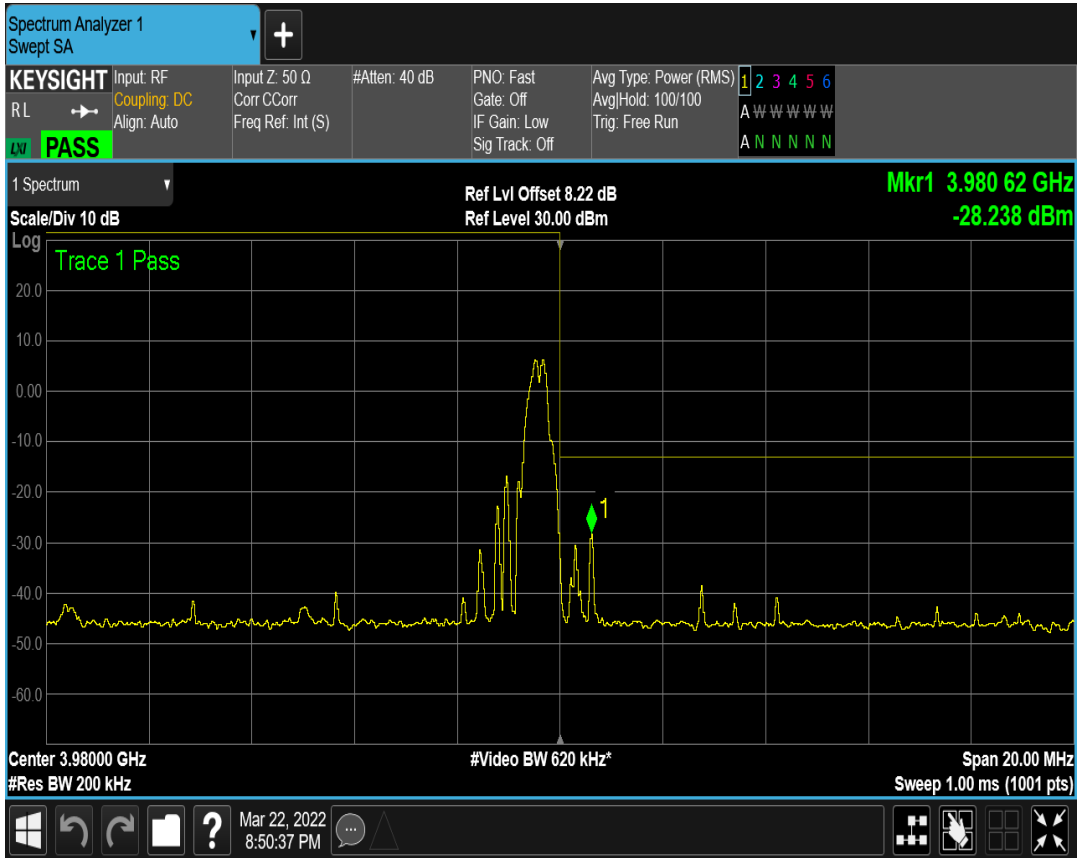 Spectrum Analyzer 1
Swept SA
+
KEYSIGHT
R L
LXI PASS
Input: RF
Coupling: DC
Align: Auto
Input Z: 50 Ω
Corr CCorr
Freq Ref: Int (S)
#Atten: 40 dB
PNO: Fast
Gate: Off
IF Gain: Low
Sig Track: Off
Avg Type: Power (RMS)
Avg|Hold: 100/100
Trig: Free Run
1 2 3 4 5 6
A W W W W W
A N N N N N
1 Spectrum
Scale/Div 10 dB
Ref Lvl Offset 8.22 dB
Ref Level 30.00 dBm
Mkr1 3.980 62 GHz
-28.238 dBm
Log
Trace 1 Pass
20.0
10.0
0.00
-10.0
-20.0
1
-30.0
-40.0
-50.0
-60.0
Center 3.98000 GHz
#Res BW 200 kHz
#Video BW 620 kHz*
Span 20.00 MHz
Sweep 1.00 ms (1001 pts)
?
Mar 22, 2022
8:50:37 PM